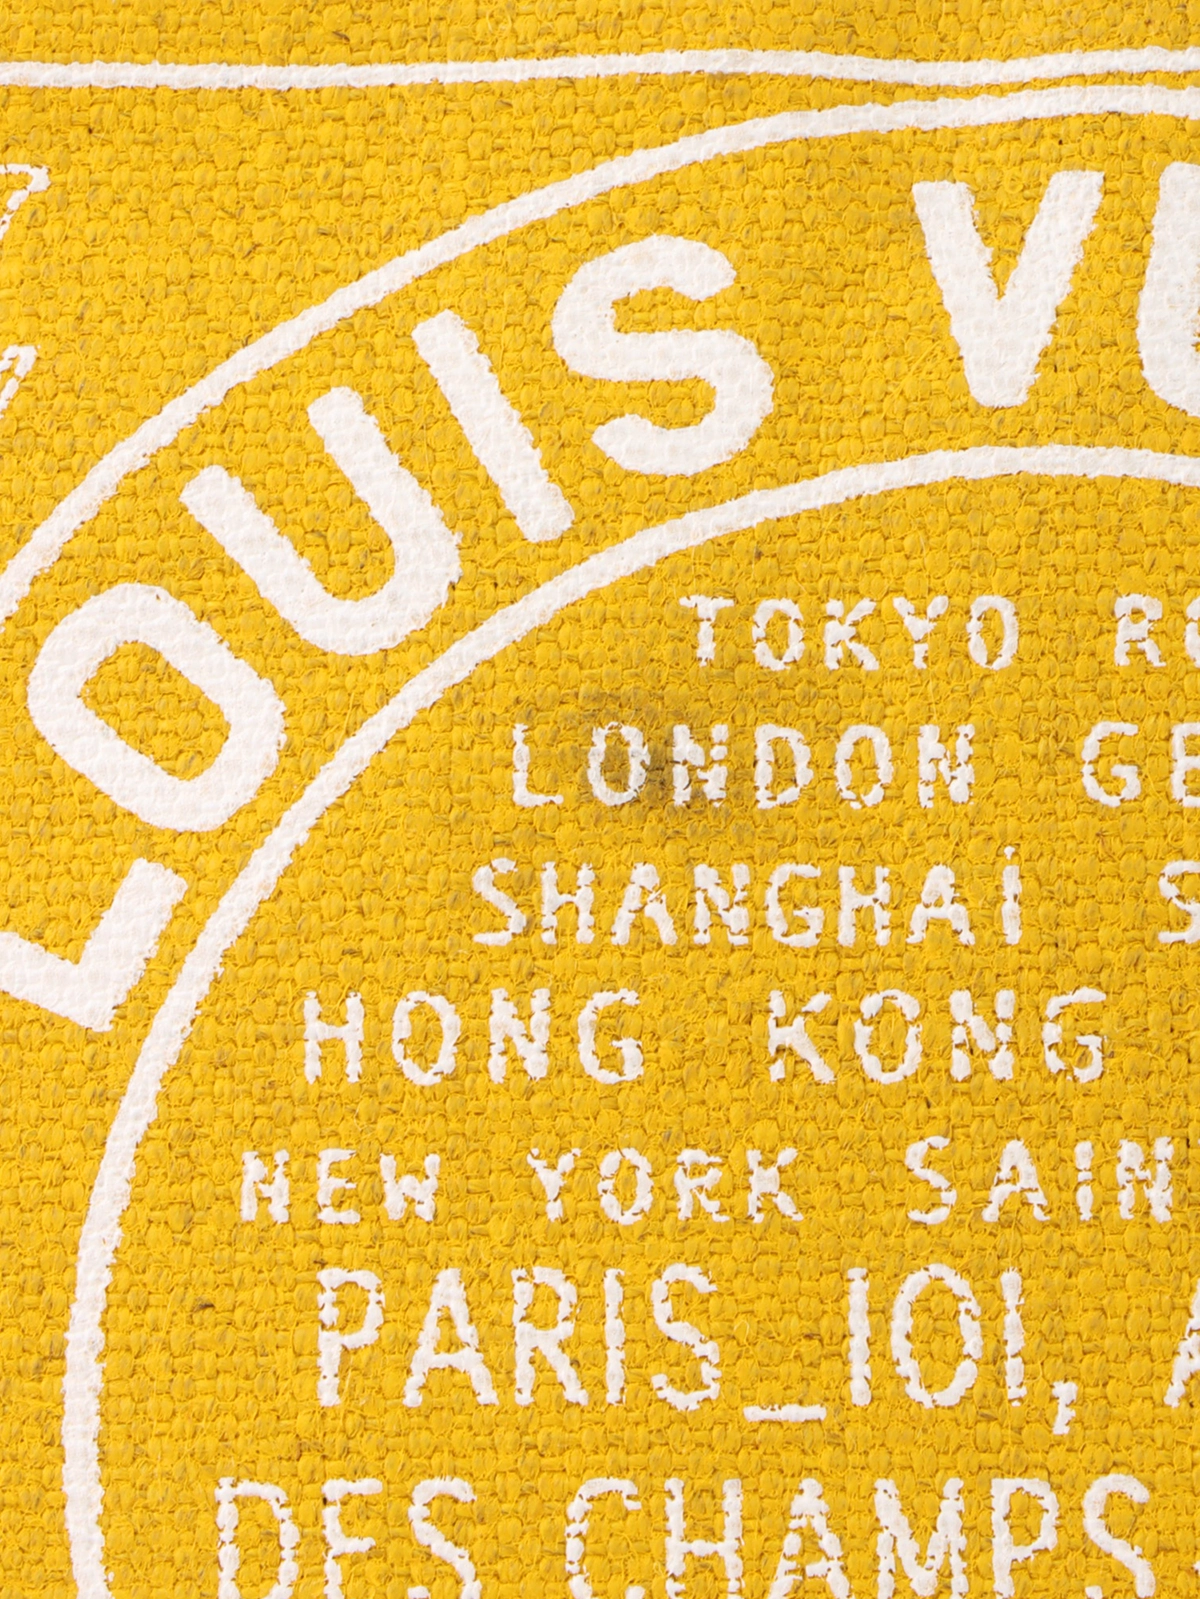 LOUIS VU
TOKYO RO
LONDON GE
SHANGHAI S
HONG KONG
NEW YORK SAIN
PARIS_101, A
DES CHAMPS